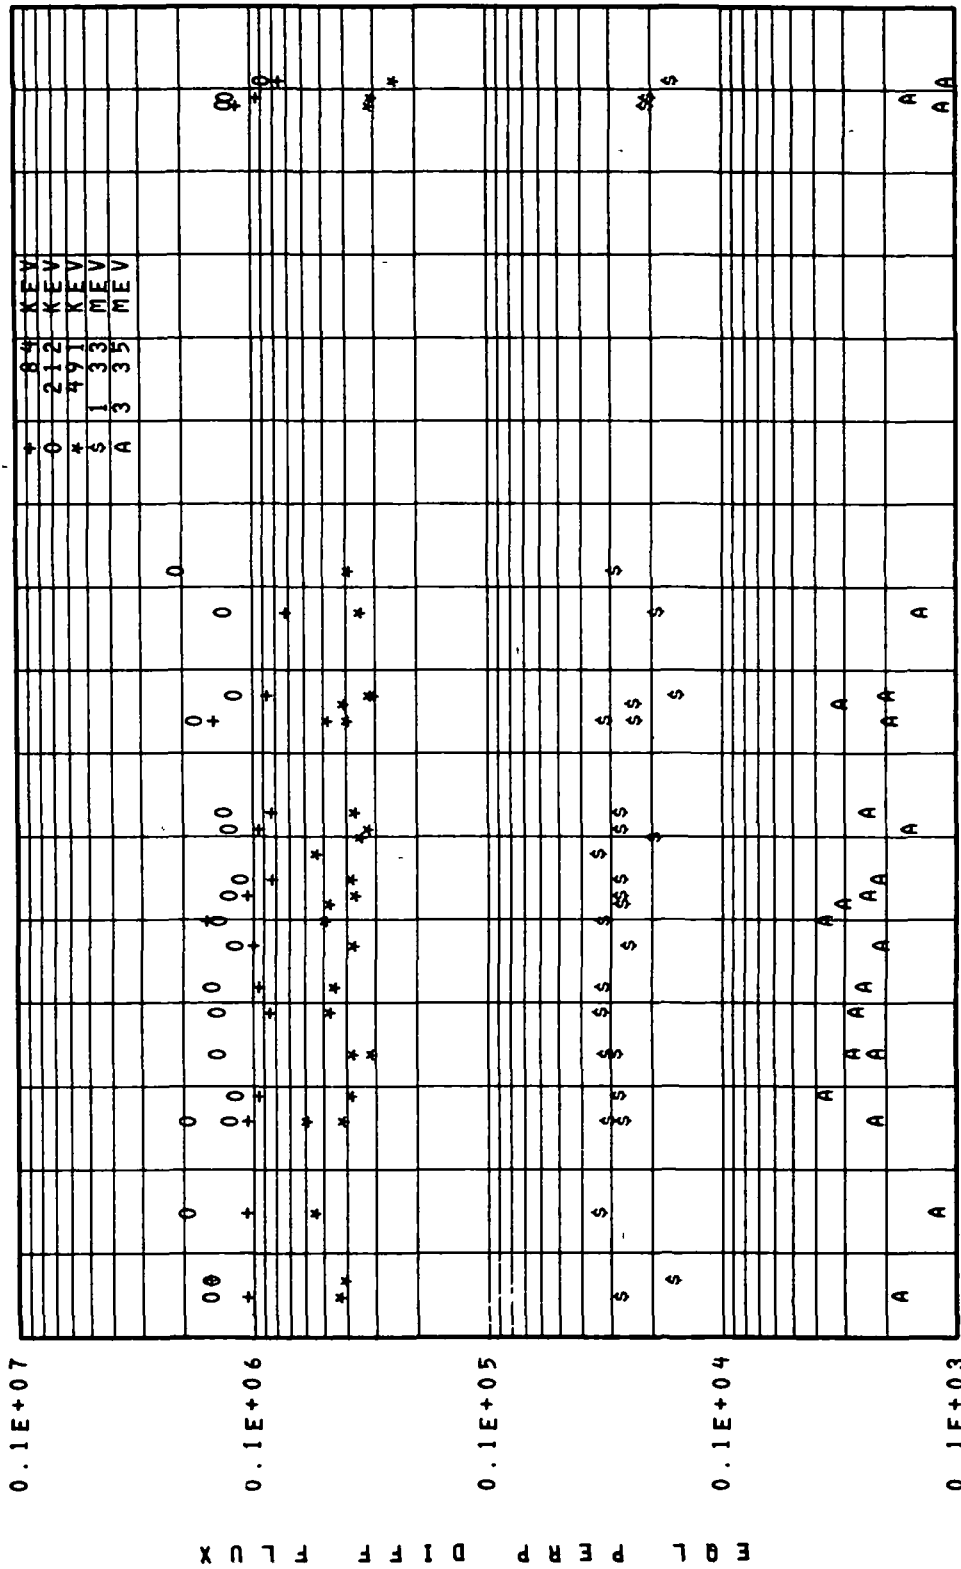 + 84 KEV
O 212 KEV
* 491 KEV
S 1 33 MEV
A 3 35 MEV
0.1E+07
0.1E+06
0.1E+05
0.1E+04
0.1E+03
EQL PERP DIFF FLUX